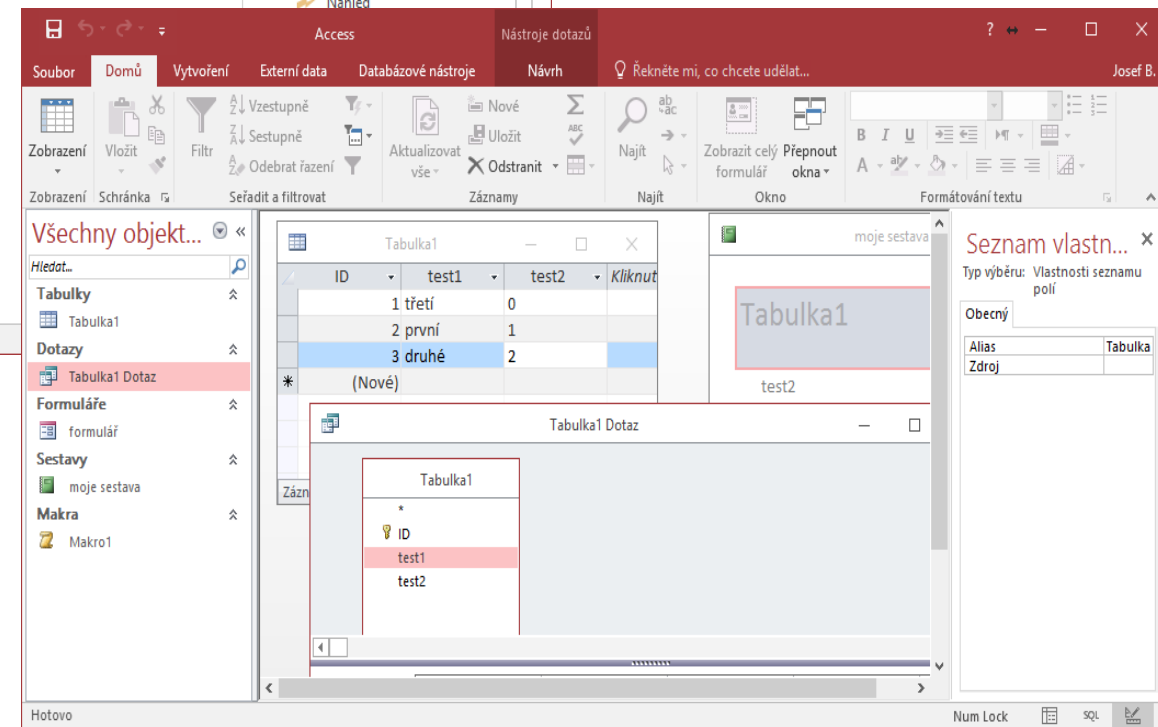 Náhled
Access
Nástroje dotazů
?
Soubor Domů Vytvoření Externí data Databázové nástroje Návrh Řekněte mi, co chcete udělat... Josef B.
Zobrazení
Vložit
Filtr
Vzestupně
Sestupně
Odebrat řazení
Aktualizovat
vše
Nové
Uložit
Odstranit
Najít
Zobrazit celý
formulář
Přepnout
okna
B I U
A
Zobrazení Schránka Seřadit a filtrovat Záznamy Najít Okno Formátování textu
Všechny objekt...
Hledat...
Tabulky
Tabulka1
Dotazy
Tabulka1 Dotaz
Formuláře
formulář
Sestavy
moje sestava
Makra
Makro1
Tabulka1
ID test1 test2 Kliknut
1 třetí 0
2 první 1
3 druhé 2
(Nové)
Zázn
moje sestava
Tabulka1
test2
Tabulka1 Dotaz
Tabulka1
*
ID
test1
test2
Seznam vlastn...
Typ výběru: Vlastnosti seznamu
polí
Obecný
Alias Tabulka
Zdroj
Hotovo
Num Lock
SQL